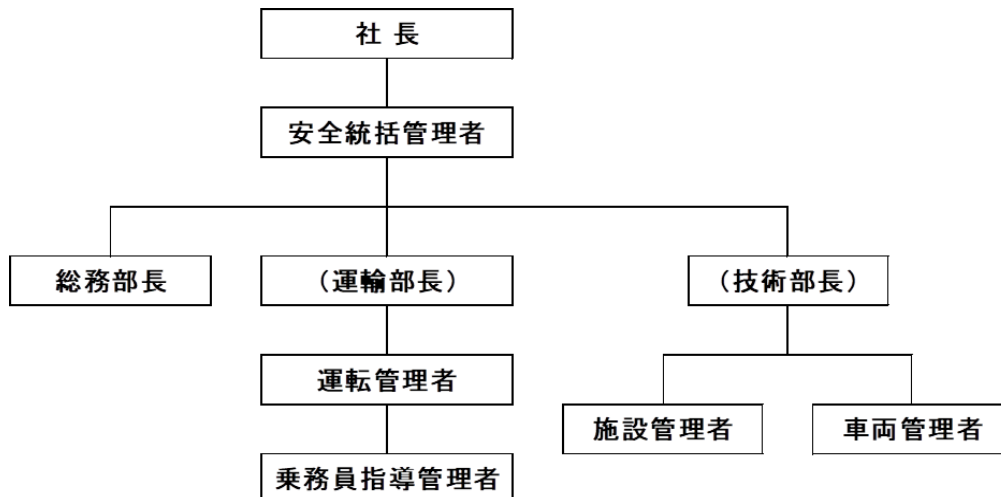 社長
安全統括管理者
総務部長
（運輸部長）
（技術部長）
運転管理者
施設管理者
車両管理者
乗務員指導管理者